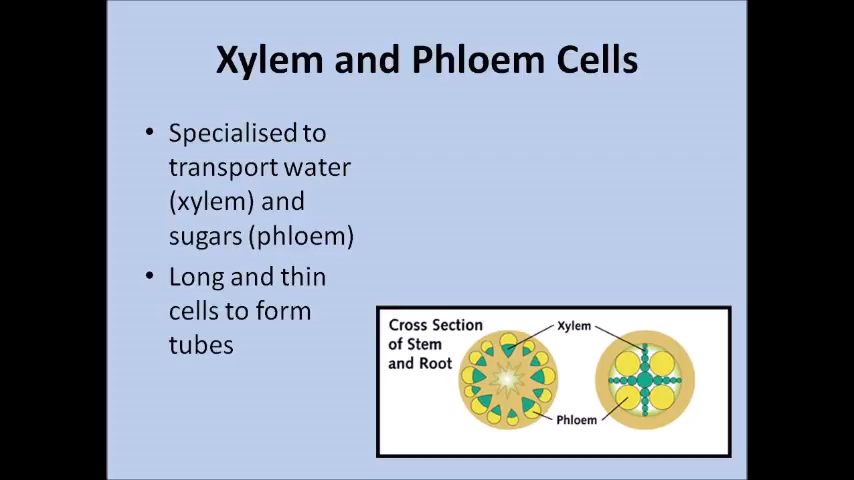 Xylem and Phloem Cells
• Specialised to
transport water
(xylem) and
sugars (phloem)
• Long and thin
cells to form
tubes
Cross Section
of Stem
and Root
Xylem
Phloem